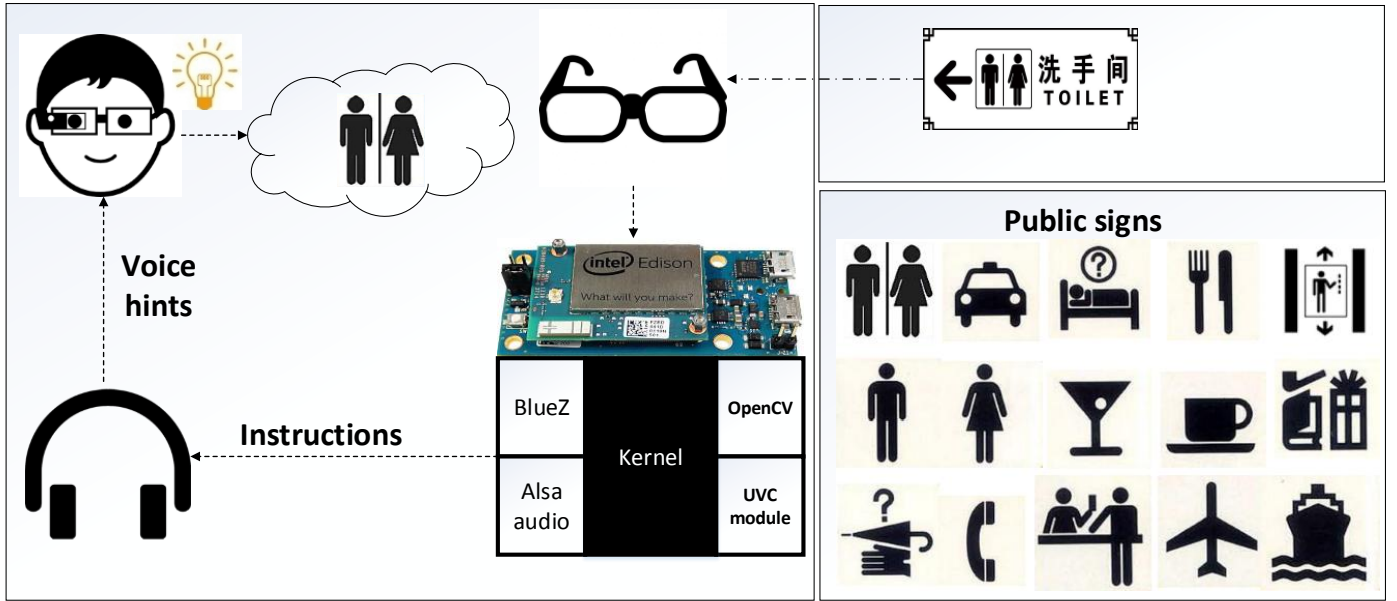 洗手间
TOILET
Voice
hints
intel Edison
What will you make?
Public signs
?
BlueZ
OpenCV
Instructions
Kernel
Alsa
audio
UVC
module
?